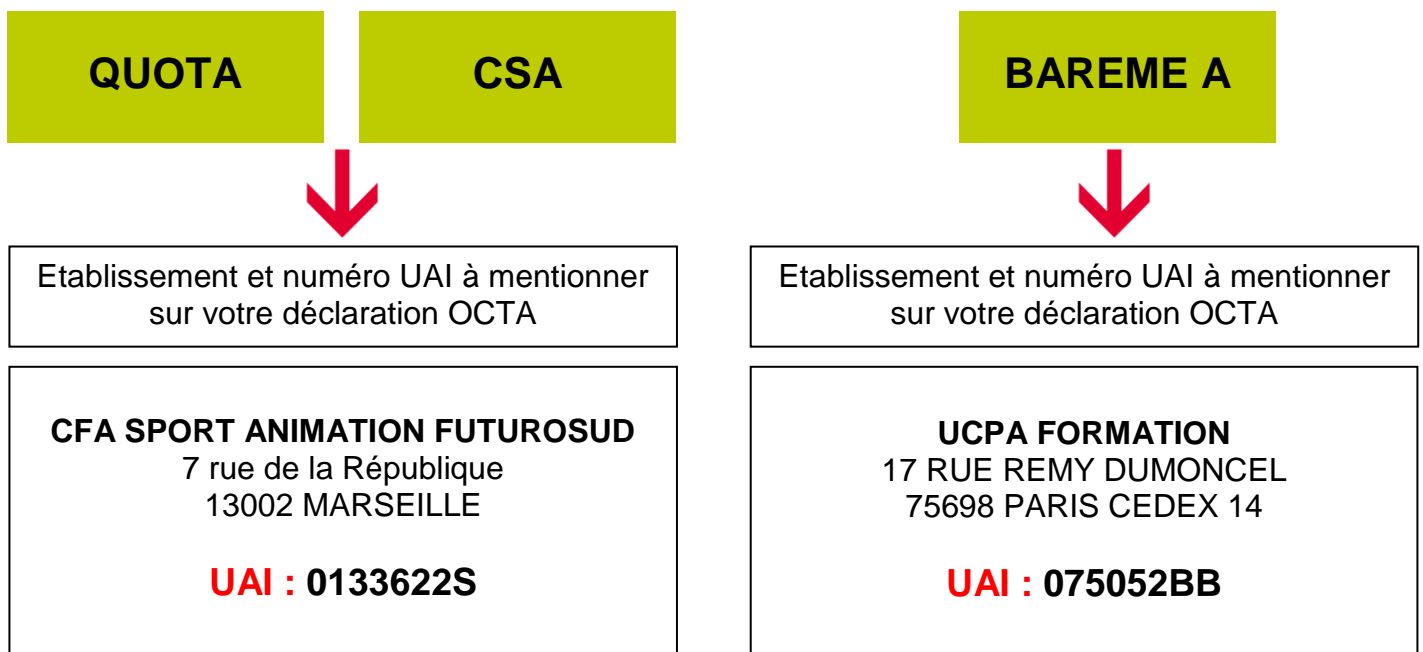 QUOTA
CSA
Etablissement et numéro UAI à mentionner
sur votre déclaration OCTA
CFA SPORT ANIMATION FUTUROSUD
7 rue de la République
13002 MARSEILLE
UAI : 0133622S
BAREME A
Etablissement et numéro UAI à mentionner
sur votre déclaration OCTA
UCPA FORMATION
17 RUE REMY DUMONCEL
75698 PARIS CEDEX 14
UAI : 075052BB